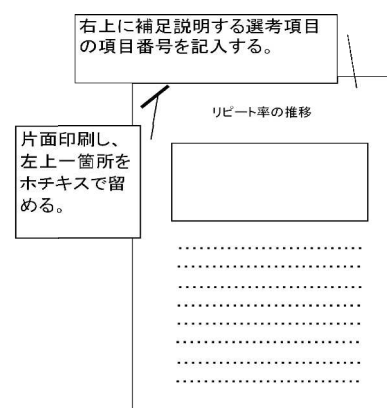 右上に補足説明する選考項目
の項目番号を記入する。
リピート率の推移
片面印刷し、
左上一箇所を
ホチキスで留
める。